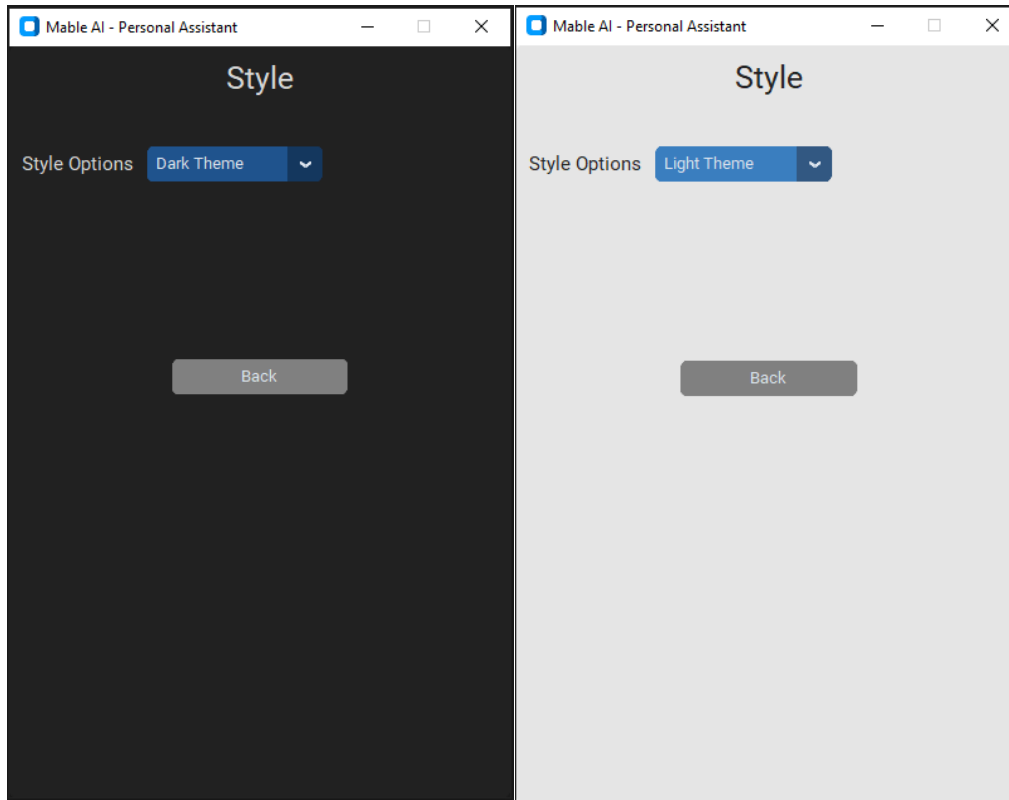 Mable AI - Personal Assistant
Style
Style Options
Dark Theme
Back
Mable AI - Personal Assistant
Style
Style Options
Light Theme
Back